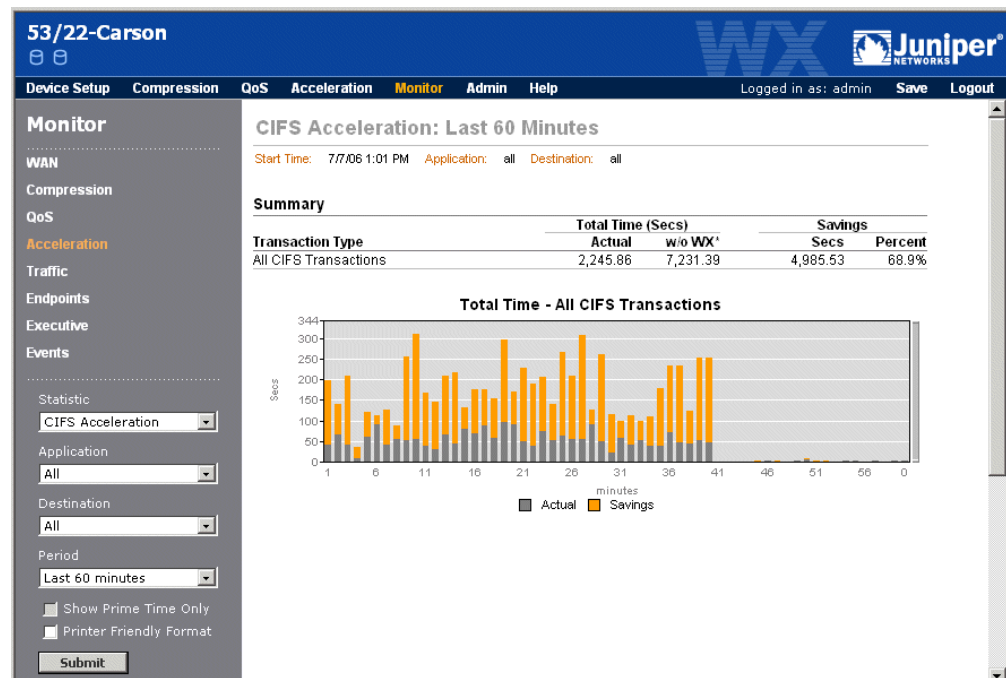 53/22-Carson
WX
Juniper®
NETWORKS
Device Setup Compression QoS Acceleration Monitor Admin Help Logged in as: admin Save Logout
Monitor
WAN
Compression
QoS
Acceleration
Traffic
Endpoints
Executive
Events
Statistic
CIFS Acceleration
Application
All
Destination
All
Period
Last 60 minutes
Show Prime Time Only
Printer Friendly Format
Submit
CIFS Acceleration: Last 60 Minutes
Start Time: 7/7/06 1:01 PM Application: all Destination: all
Summary
Total Time (Secs) Savings
Transaction Type Actual w/o WX* Secs Percent
All CIFS Transactions 2,245.86 7,231.39 4,985.53 68.9%
Total Time - All CIFS Transactions
344
300
250
200
150
100
50
0
Secs
1 6 11 16 21 26 31 36 41 46 51 56 0
minutes
Actual Savings